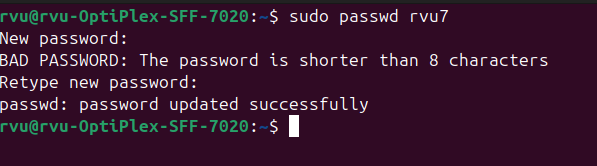 rvu@rvu-OptiPlex-SFF-7020:~$ sudo passwd rvu7
New password:
BAD PASSWORD: The password is shorter than 8 characters
Retype new password:
passwd: password updated successfully
rvu@rvu-OptiPlex-SFF-7020:~$